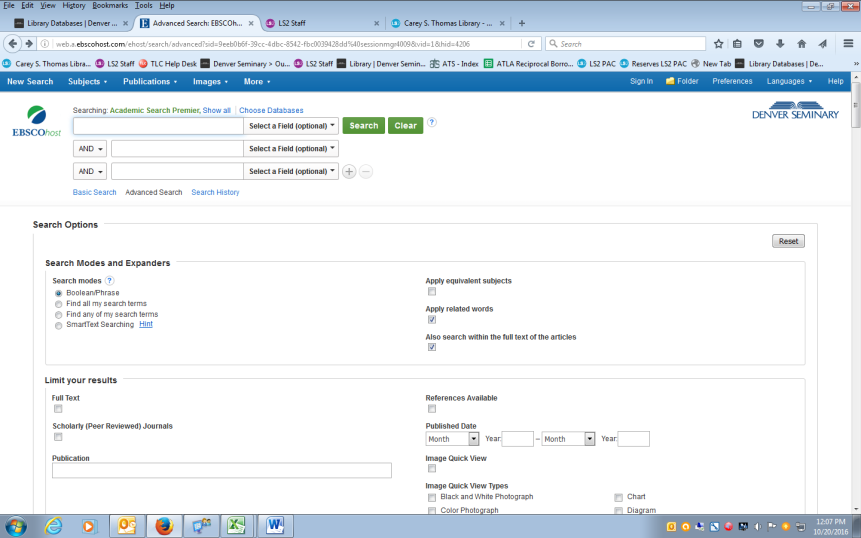 File Edit View History Bookmarks Tools Help
Library Databases | Denver ... × Advanced Search: EBSCOh... × LS2 Staff × Carey S. Thomas Library - ... × +
web.a.ebscohost.com/ehost/search/advanced?sid=9eeb0b6f-39cc-4dbc-8542-fbc0039428dd%40sessionmgr4009&vid=1&hid=4206 Search
Carey S. Thomas Libra... LS2 Staff TLC Help Desk Denver Seminary > Ou... LS2 Staff Library | Denver Semin... ATS - Index ATLA Reciprocal Borro... LS2 PAC Reserves LS2 PAC New Tab Library Databases | De... »
New Search Subjects Publications Images More Sign In Folder Preferences Languages Help
Searching: Academic Search Premier, Show all | Choose Databases
Select a Field (optional) Search Clear ?
EBSCOhost
DENVER SEMINARY
AND Select a Field (optional)
AND Select a Field (optional) + −
Basic Search Advanced Search Search History
Search Options
Reset
Search Modes and Expanders
Search modes ?
Boolean/Phrase
Find all my search terms
Find any of my search terms
SmartText Searching Hint
Apply equivalent subjects
Apply related words
Also search within the full text of the articles
Limit your results
Full Text
Scholarly (Peer Reviewed) Journals
Publication
References Available
Published Date
Month Year: – Month Year:
Image Quick View
Image Quick View Types
Black and White Photograph Chart
Color Photograph Diagram
12:07 PM
10/20/2016